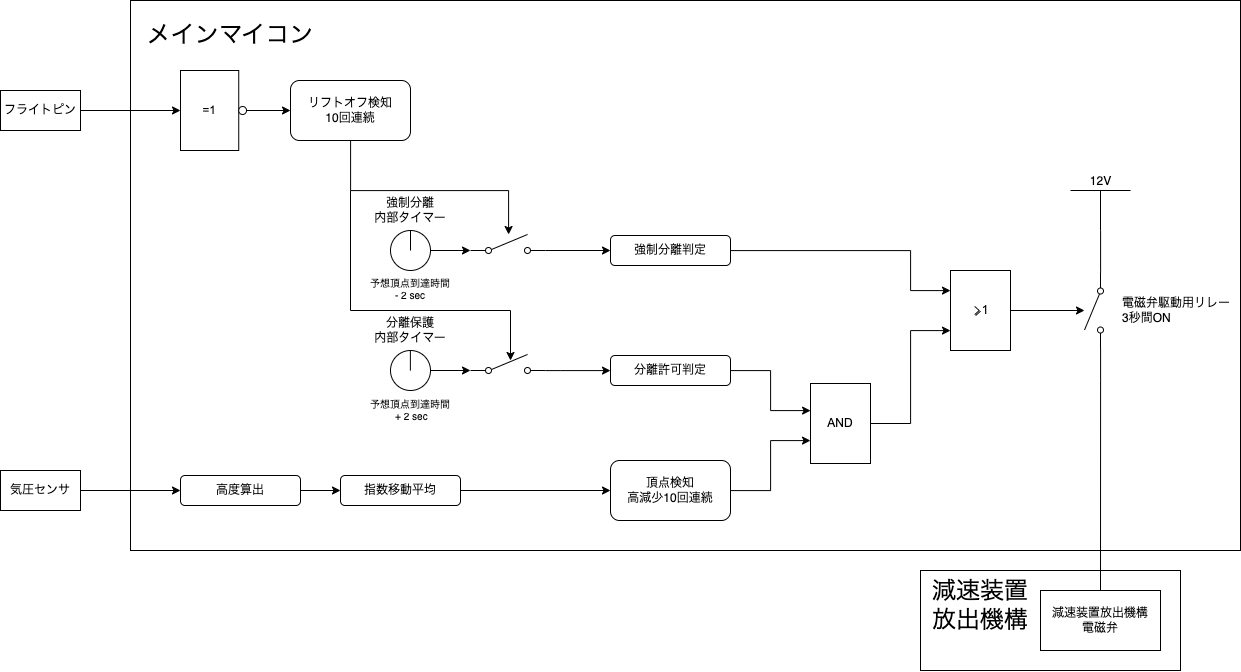 メインマイコン
フライトピン
=1
リフトオフ検知
10回連続
12V
強制分離
内部タイマー
予想頂点到達時間
- 2 sec
強制分離判定
⩾1
電磁弁駆動用リレー
3秒間ON
分離保護
内部タイマー
予想頂点到達時間
+ 2 sec
分離許可判定
AND
気圧センサ
高度算出
指数移動平均
頂点検知
高減少10回連続
減速装置
放出機構
減速装置放出機構
電磁弁